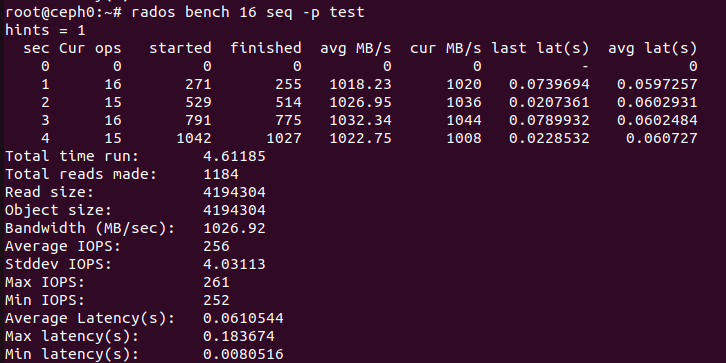 root@ceph0:~# rados bench 16 seq -p test
hints = 1
  sec Cur ops   started  finished  avg MB/s  cur MB/s last lat(s)  avg lat(s)
    0       0         0         0         0         0           -           0
    1      16       271       255   1018.23      1020   0.0739694   0.0597257
    2      15       529       514   1026.95      1036   0.0207361   0.0602931
    3      16       791       775   1032.34      1044   0.0789932   0.0602484
    4      15      1042      1027   1022.75      1008   0.0228532    0.060727
Total time run:       4.61185
Total reads made:     1184
Read size:            4194304
Object size:          4194304
Bandwidth (MB/sec):   1026.92
Average IOPS:         256
Stddev IOPS:          4.03113
Max IOPS:             261
Min IOPS:             252
Average Latency(s):   0.0610544
Max latency(s):       0.183674
Min latency(s):       0.0080516